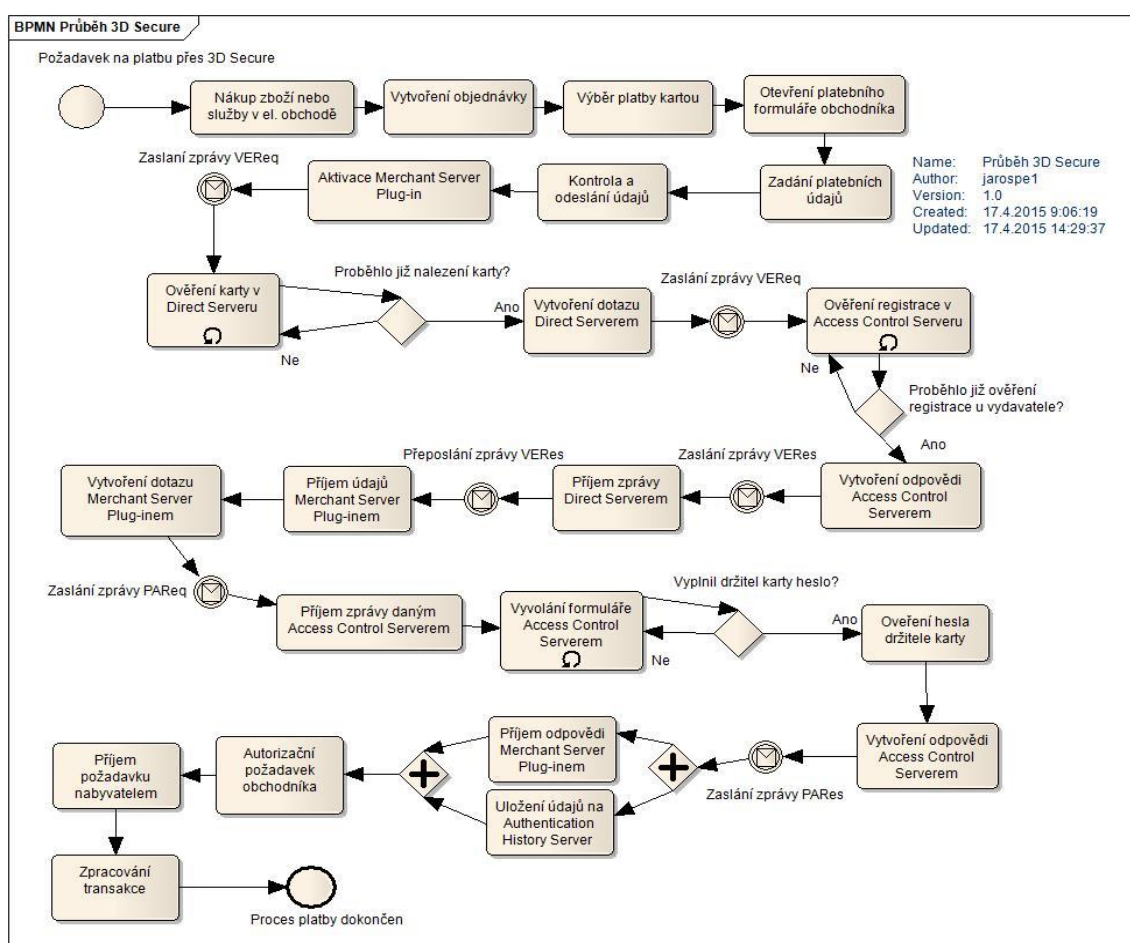 BPMN Průběh 3D Secure
Požadavek na platbu přes 3D Secure
Nákup zboží nebo
služby v el. obchodě
Vytvoření objednávky
Výběr platby kartou
Otevření platebního
formuláře obchodníka
Zaslaní zprávy VEReq
Aktivace Merchant Server
Plug-in
Kontrola a
odeslání údajů
Zadání platebních
údajů
Name: Průběh 3D Secure
Author: jarospe1
Version: 1.0
Created: 17.4.2015 9:06:19
Updated: 17.4.2015 14:29:37
Ověření karty v
Direct Serveru
Proběhlo již nalezení karty?
Ano
Ne
Vytvoření dotazu
Direct Serverem
Zaslání zprávy VEReq
Ověření registrace v
Access Control Serveru
Ne
Proběhlo již ověření
registrace u vydavatele?
Ano
Vytvoření dotazu
Merchant Server
Plug-inem
Příjem údajů
Merchant Server
Plug-inem
Přeposlání zprávy VERes
Příjem zprávy
Direct Serverem
Zaslání zprávy VERes
Vytvoření odpovědi
Access Control
Serverem
Zaslání zprávy PAReq
Příjem zprávy daným
Access Control Serverem
Vyvolání formuláře
Access Control
Serverem
Vyplnil držitel karty heslo?
Ano
Ne
Oveření hesla
držitele karty
Příjem
požadavku
nabyvatelem
Autorizační
požadavek
obchodníka
Příjem odpovědi
Merchant Server
Plug-inem
Uložení údajů na
Authentication
History Server
Zaslání zprávy PARes
Vytvoření odpovědi
Access Control
Serverem
Zpracování
transakce
Proces platby dokončen